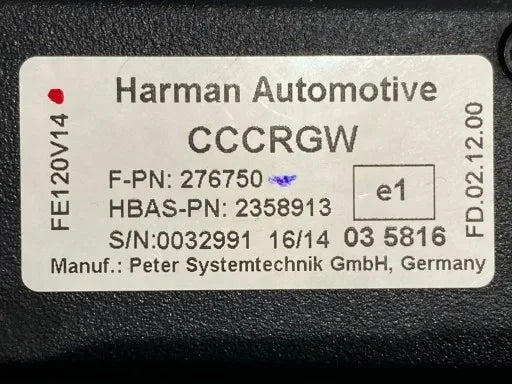 Harman Automotive
CCCRGW
F-PN: 276750
HBAS-PN: 2358913
e1
S/N:0032991 16/14 03 5816
Manuf.: Peter Systemtechnik GmbH, Germany
FE120V14
FD.02.12.00